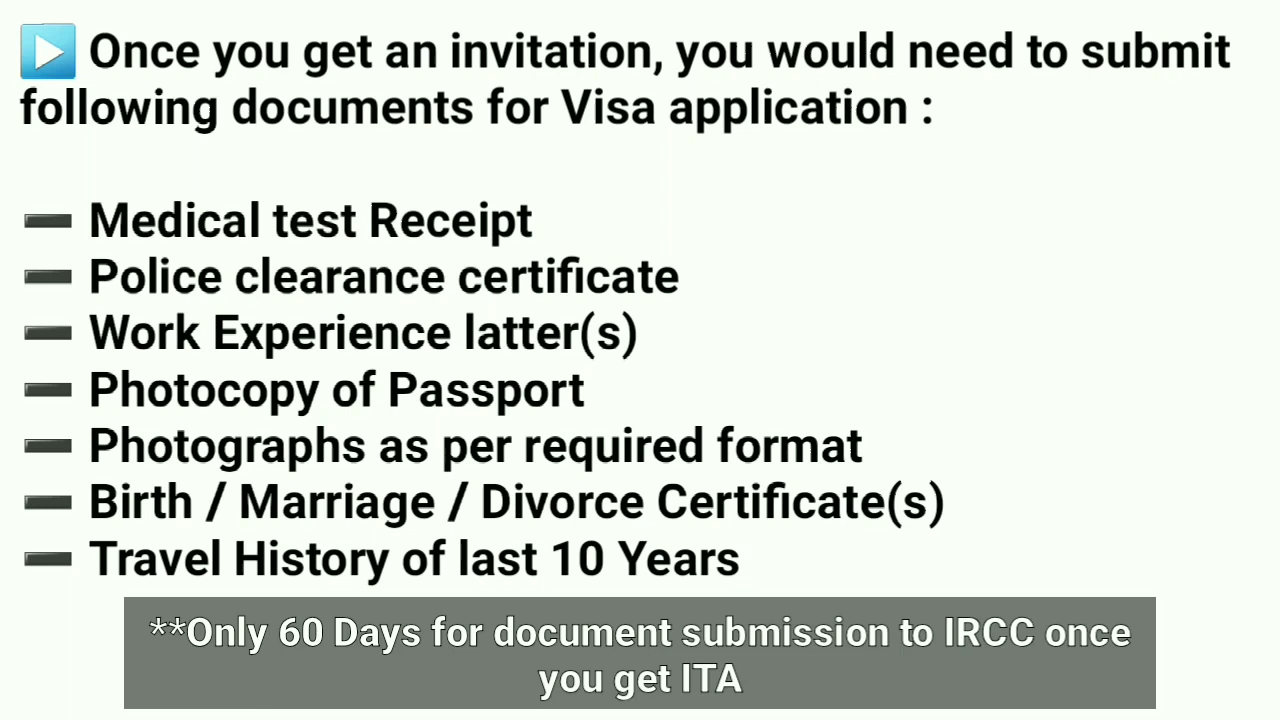 ▶️ Once you get an invitation, you would need to submit
following documents for Visa application :
➖ Medical test Receipt
➖ Police clearance certificate
➖ Work Experience latter(s)
➖ Photocopy of Passport
➖ Photographs as per required format
➖ Birth / Marriage / Divorce Certificate(s)
➖ Travel History of last 10 Years
**Only 60 Days for document submission to IRCC once
you get ITA